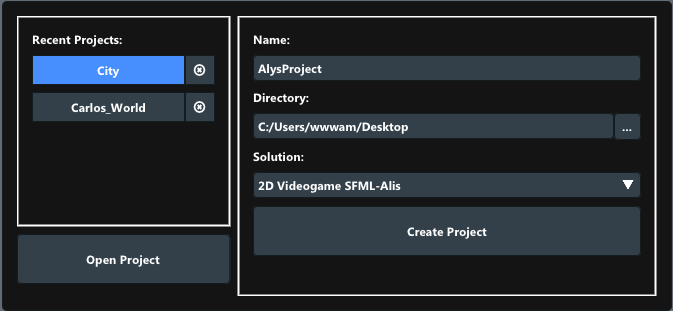 Recent Projects:
City
Carlos_World
Open Project
Name:
AlysProject
Directory:
C:/Users/wwwam/Desktop
...
Solution:
2D Videogame SFML-Alis
Create Project